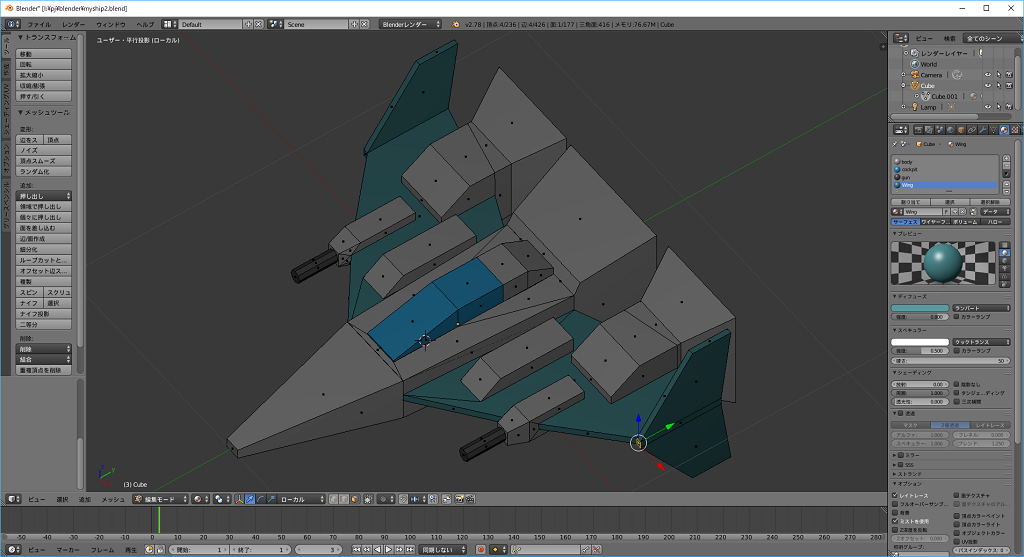 Blender* [I:¥pj¥blender¥myship2.blend]
ファイル レンダー ウィンドウ ヘルプ Default Scene Blenderレンダー v2.78 | 頂点:4/236 | 辺:4/426 | 面:1/177 | 三角面:416 | メモリ:76.67M | Cube
トランスフォーム
移動
回転
拡大縮小
収縮/膨張
押す/引く
メッシュツール
変形:
辺をス 頂点
ノイズ
頂点スムーズ
ランダム化
追加:
押し出し
領域で押し出し
個々に押し出し
面を差し込む
辺/面作成
細分化
ループカットと...
オフセット辺ス...
複製
スピン スクリュ
ナイフ 選択
ナイフ投影
二等分
削除:
削除
結合
重複頂点を削除
ユーザー・平行投影 (ローカル)
(3) Cube
ビュー 選択 追加 メッシュ 編集モード ローカル
ビュー 検索 全てのシーン
レンダーレイヤー
World
Camera
Cube
Cube.001
Lamp
Cube Wing
body
cockpit
gun
Wing
割り当て 選択 選択解除
Wing F データ
サーフェス ワイヤーフ... ボリューム ハロー
プレビュー
ディフューズ
ランバート
強度: 0.800 カラーランプ
スペキュラー
クックトランス
強度: 0.500 カラーランプ
硬さ: 50
シェーディング
放射: 0.00 陰影なし
周囲: 1.000 タンジェ...ディング
透光性: 0.000 三次補間
透過
マスク Z値透過 レイトレース
アルファ: 1.000 フレネル: 0.000
スペキュラー: 1.000 ブレンド: 1.250
ミラー
SSS
ストランド
オプション
レイトレース 面テクスチャ
フルオーバーサンプ...
背景 頂点カラーペイント
ミストを使用 頂点カラーライト
Z深度を反転 オブジェクトカラー
Zオフセット: 0.000 UV投影
照明グループ: パスインデックス: 0
-50 -40 -30 -20 -10 0 10 20 30 40 50 60 70 80 90 100 110 120 130 140 150 160 170 180 190 200 210 220 230 240 250 260 270 280
ビュー マーカー フレーム 再生 開始: 1 終了: 1 3 同期しない